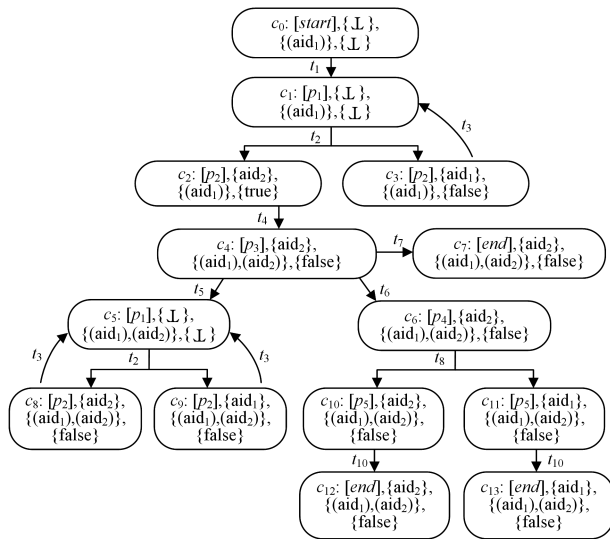 c₀: [start],{⊥},
{(aid₁)},{⊥}
t₁
c₁: [p₁],{⊥},
{(aid₁)},{⊥}
t₃
t₂
c₂: [p₂],{aid₂},
{(aid₁)},{true}
c₃: [p₂],{aid₁},
{(aid₁)},{false}
t₄
c₄: [p₃],{aid₂},
{(aid₁),(aid₂)},{false}
t₇
c₇: [end],{aid₂},
{(aid₁),(aid₂)},{false}
t₅
t₆
c₅: [p₁],{⊥},
{(aid₁),(aid₂)},{⊥}
c₆: [p₄],{aid₂},
{(aid₁),(aid₂)},{false}
t₃
t₂
t₃
t₈
c₈: [p₂],{aid₂},
{(aid₁),(aid₂)},
{false}
c₉: [p₂],{aid₁},
{(aid₁),(aid₂)},
{false}
c₁₀: [p₅],{aid₂},
{(aid₁),(aid₂)},
{false}
c₁₁: [p₅],{aid₁},
{(aid₁),(aid₂)},
{false}
t₁₀
t₁₀
c₁₂: [end],{aid₂},
{(aid₁),(aid₂)},
{false}
c₁₃: [end],{aid₁},
{(aid₁),(aid₂)},
{false}